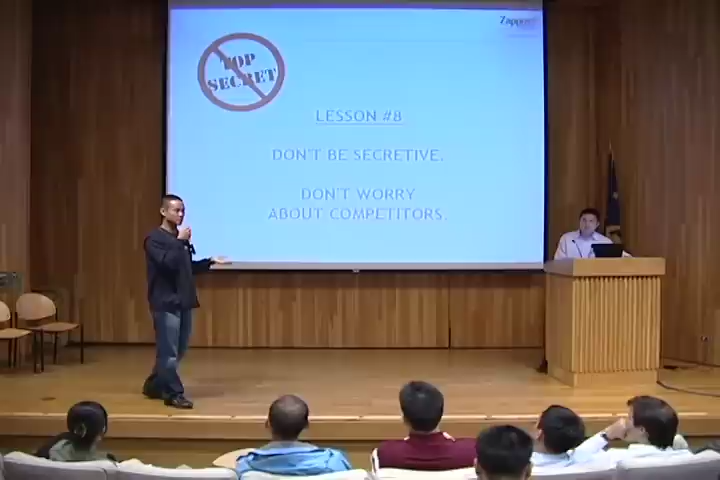 Zappos
TOP
SECRET
LESSON #8
DON'T BE SECRETIVE.
DON'T WORRY
ABOUT COMPETITORS.